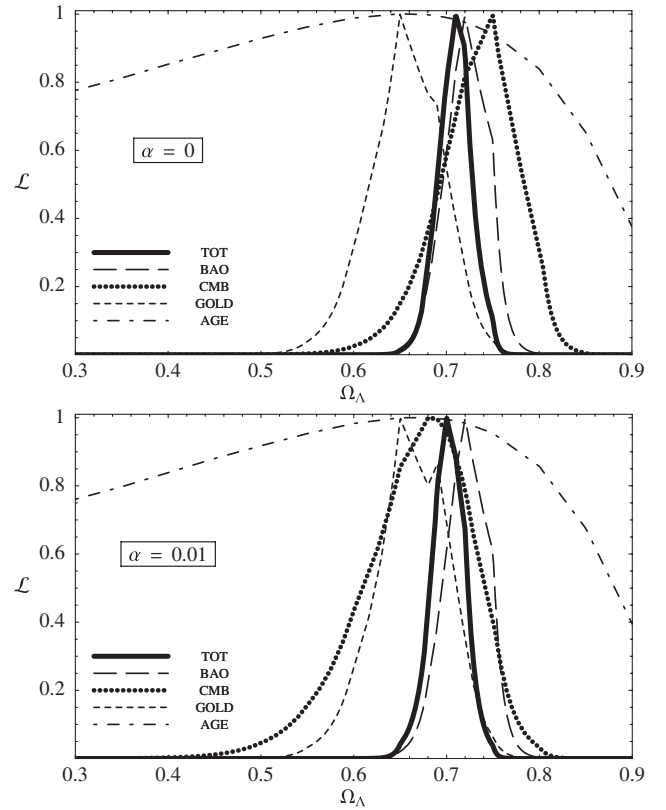 1
0.8
α = 0
0.6
ℒ
0.4
TOT
BAO
0.2
CMB
GOLD
AGE
0.3 0.4 0.5 0.6 0.7 0.8 0.9
Ω_Λ
1
0.8
α = 0.01
0.6
ℒ
0.4
TOT
BAO
0.2
CMB
GOLD
AGE
0.3 0.4 0.5 0.6 0.7 0.8 0.9
Ω_Λ